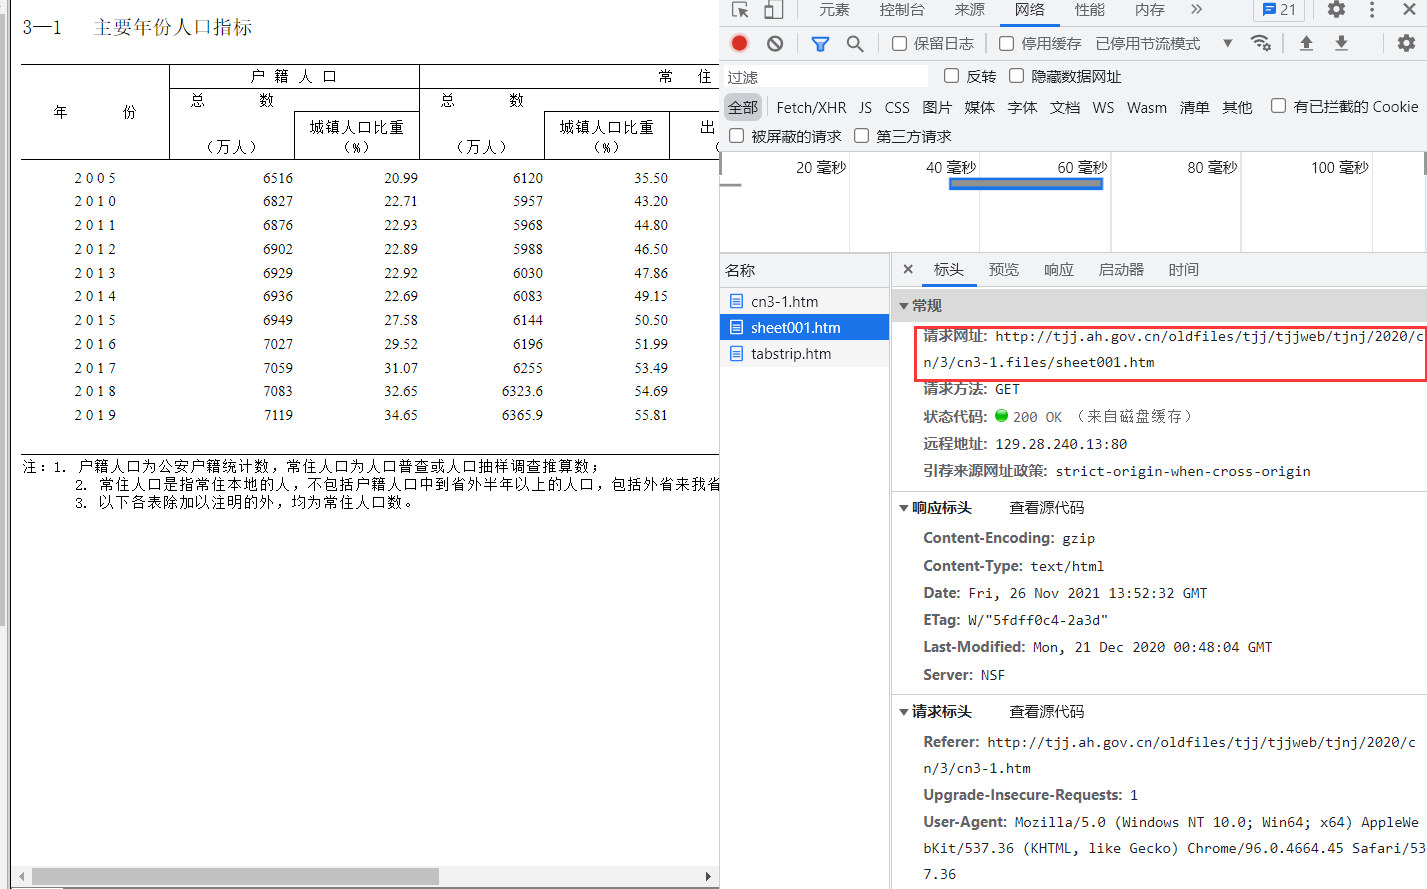 3—1 主要年份人口指标
户 籍 人 口 常 住
年 份 总 数 总 数
城镇人口比重 城镇人口比重 出
（万人） （%） （万人） （%）
2005 6516 20.99 6120 35.50
2010 6827 22.71 5957 43.20
2011 6876 22.93 5968 44.80
2012 6902 22.89 5988 46.50
2013 6929 22.92 6030 47.86
2014 6936 22.69 6083 49.15
2015 6949 27.58 6144 50.50
2016 7027 29.52 6196 51.99
2017 7059 31.07 6255 53.49
2018 7083 32.65 6323.6 54.69
2019 7119 34.65 6365.9 55.81
注：1. 户籍人口为公安户籍统计数，常住人口为人口普查或人口抽样调查推算数；
2. 常住人口是指常住本地的人，不包括户籍人口中到省外半年以上的人口，包括外省来我省
3. 以下各表除加以注明的外，均为常住人口数。
元素 控制台 来源 网络 性能 内存 » 21
保留日志 停用缓存 已停用节流模式
过滤 反转 隐藏数据网址
全部 Fetch/XHR JS CSS 图片 媒体 字体 文档 WS Wasm 清单 其他 有已拦截的 Cookie
被屏蔽的请求 第三方请求
20 毫秒 40 毫秒 60 毫秒 80 毫秒 100 毫秒
名称
cn3-1.htm
sheet001.htm
tabstrip.htm
× 标头 预览 响应 启动器 时间
常规
请求网址: http://tjj.ah.gov.cn/oldfiles/tjj/tjjweb/tjnj/2020/c
n/3/cn3-1.files/sheet001.htm
请求方法: GET
状态代码: 200 OK （来自磁盘缓存）
远程地址: 129.28.240.13:80
引荐来源网址政策: strict-origin-when-cross-origin
响应标头 查看源代码
Content-Encoding: gzip
Content-Type: text/html
Date: Fri, 26 Nov 2021 13:52:32 GMT
ETag: W/"5fdff0c4-2a3d"
Last-Modified: Mon, 21 Dec 2020 00:48:04 GMT
Server: NSF
请求标头 查看源代码
Referer: http://tjj.ah.gov.cn/oldfiles/tjj/tjjweb/tjnj/2020/c
n/3/cn3-1.htm
Upgrade-Insecure-Requests: 1
User-Agent: Mozilla/5.0 (Windows NT 10.0; Win64; x64) AppleWe
bKit/537.36 (KHTML, like Gecko) Chrome/96.0.4664.45 Safari/53
7.36